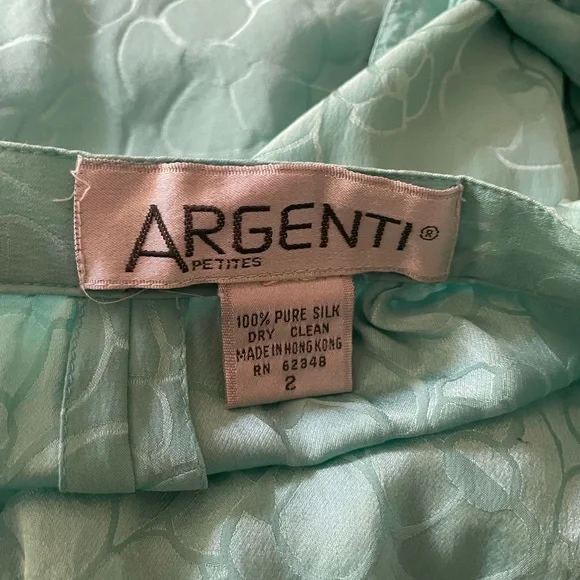 ARGENTI ®
PETITES
100% PURE SILK
DRY CLEAN
MADE IN HONG KONG
RN 62348
2